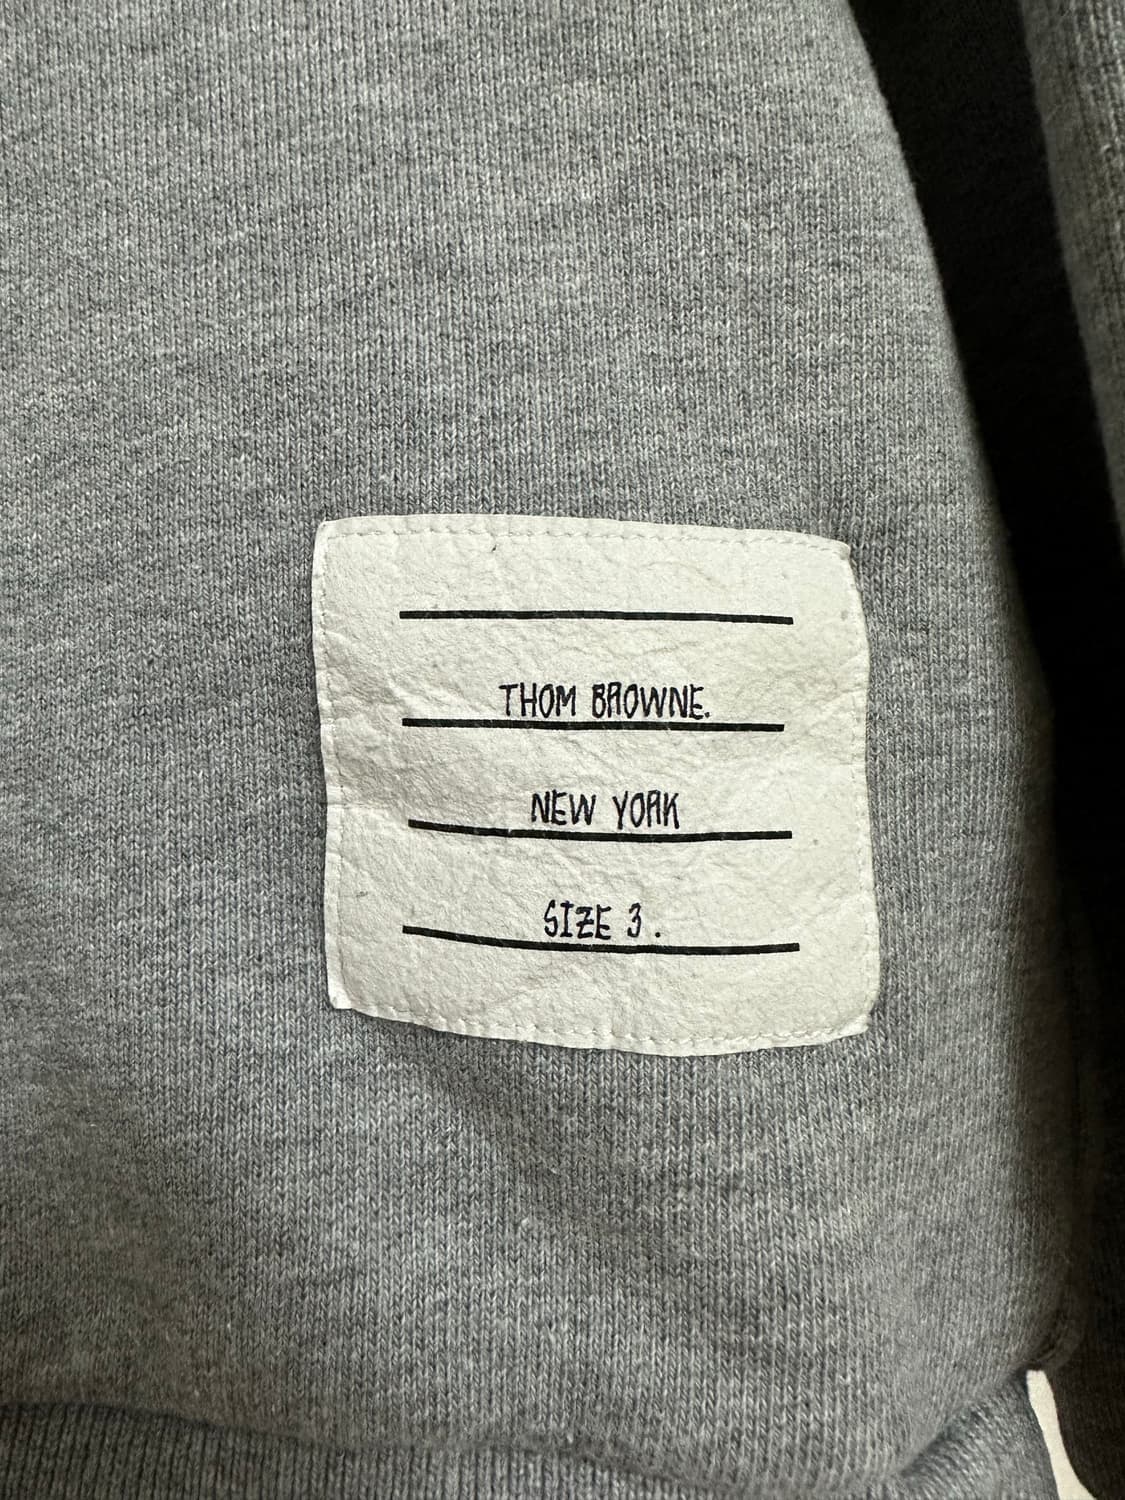 THOM BROWNE.
NEW YORK
SIZE 3.